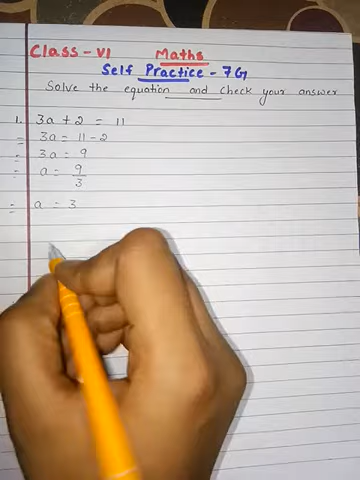 Class - VI Maths
Self Practice - 7G
Solve the equation and check your answer
1. 3a + 2 = 11
= 3a = 11 - 2
= 3a = 9
= a = 9/3
= a = 3